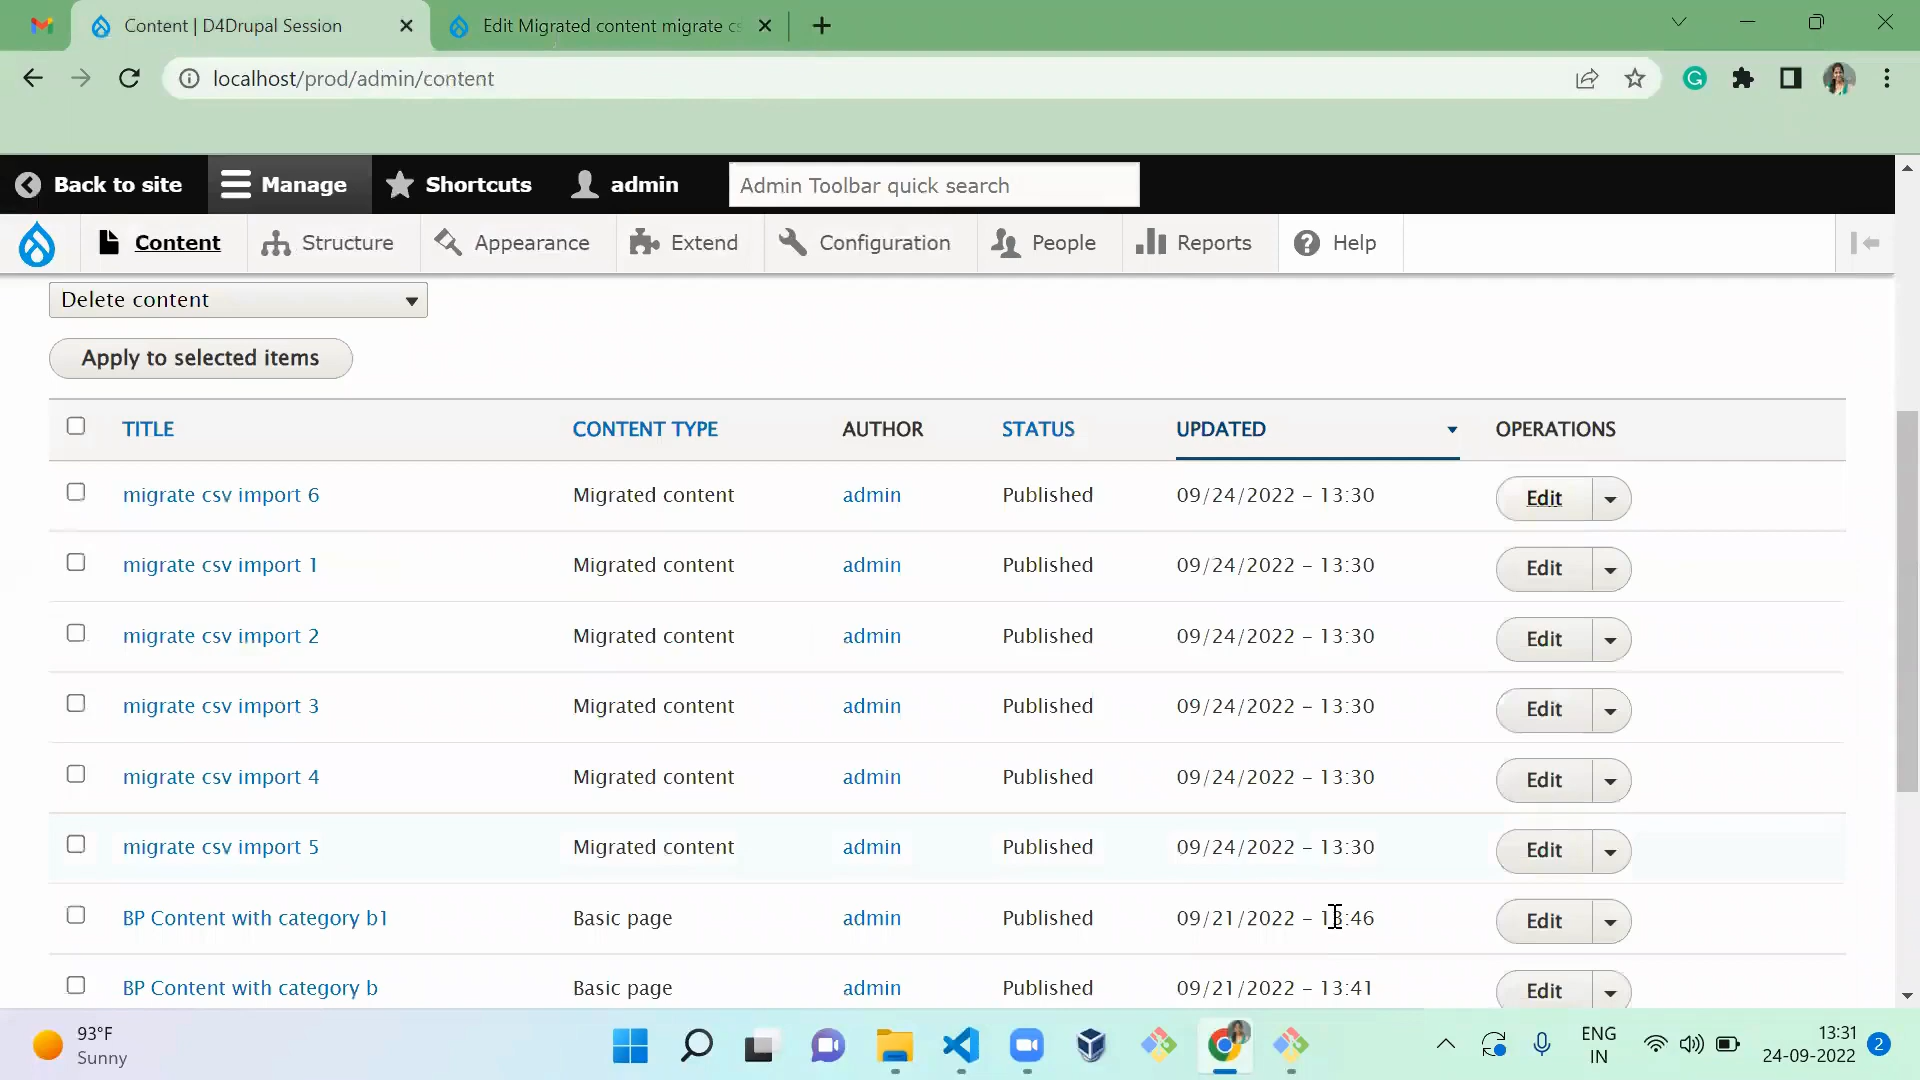 Content | D4Drupal Session
Edit Migrated content migrate cs
localhost/prod/admin/content
Back to site
Manage
Shortcuts
admin
Admin Toolbar quick search
Content
Structure
Appearance
Extend
Configuration
People
Reports
Help
Delete content
Apply to selected items
TITLE CONTENT TYPE AUTHOR STATUS UPDATED OPERATIONS
migrate csv import 6 Migrated content admin Published 09/24/2022 - 13:30 Edit
migrate csv import 1 Migrated content admin Published 09/24/2022 - 13:30 Edit
migrate csv import 2 Migrated content admin Published 09/24/2022 - 13:30 Edit
migrate csv import 3 Migrated content admin Published 09/24/2022 - 13:30 Edit
migrate csv import 4 Migrated content admin Published 09/24/2022 - 13:30 Edit
migrate csv import 5 Migrated content admin Published 09/24/2022 - 13:30 Edit
BP Content with category b1 Basic page admin Published 09/21/2022 - 13:46 Edit
BP Content with category b Basic page admin Published 09/21/2022 - 13:41 Edit
93°F
Sunny
ENG
IN
13:31
24-09-2022
2